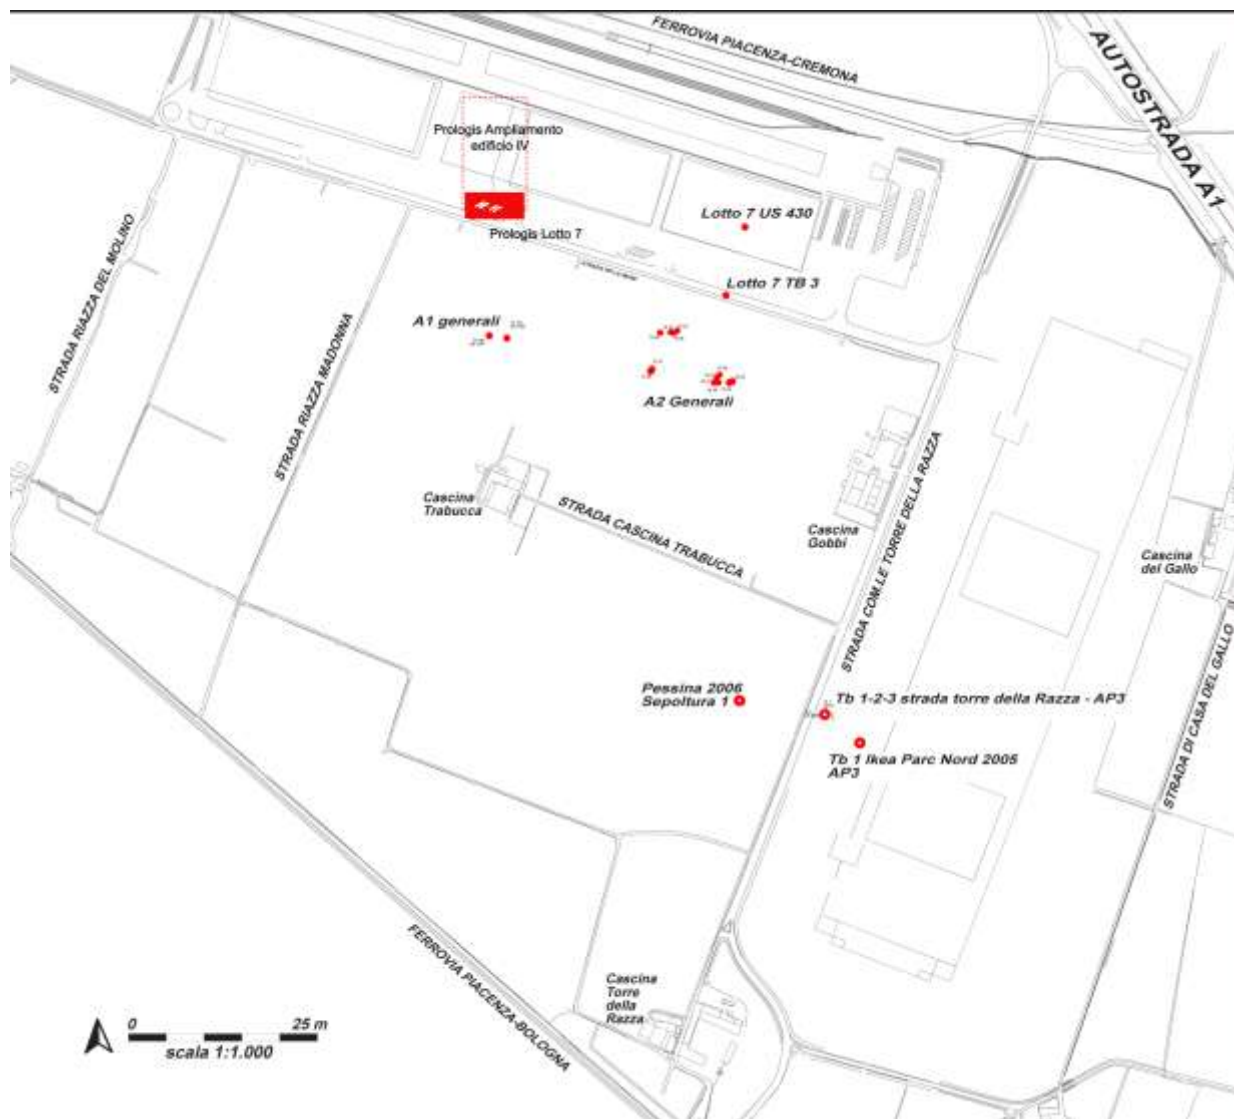 FERROVIA PIACENZA-CREMONA
AUTOSTRADA A1
Prologis Ampliamento
edificio IV
Lotto 7 US 430
Prologis Lotto 7
STRADA RIAZZA DEL MOLINO
Lotto 7 TB 3
A1 generali
STRADA RIAZZA MADONNA
A2 Generali
STRADA COM.LE TORRE DELLA RAZZA
Cascina
Trabucca
STRADA CASCINA TRABUCCA
Cascina
Gobbi
Cascina
del Gallo
STRADA DI CASA DEL GALLO
Pessina 2006
Sepoltura 1
Tb 1-2-3 strada torre della Razza - AP3
Tb 1 Ikea Parc Nord 2005
AP3
FERROVIA PIACENZA-BOLOGNA
Cascina
Torre
della
Razza
0 25 m
scala 1:1.000